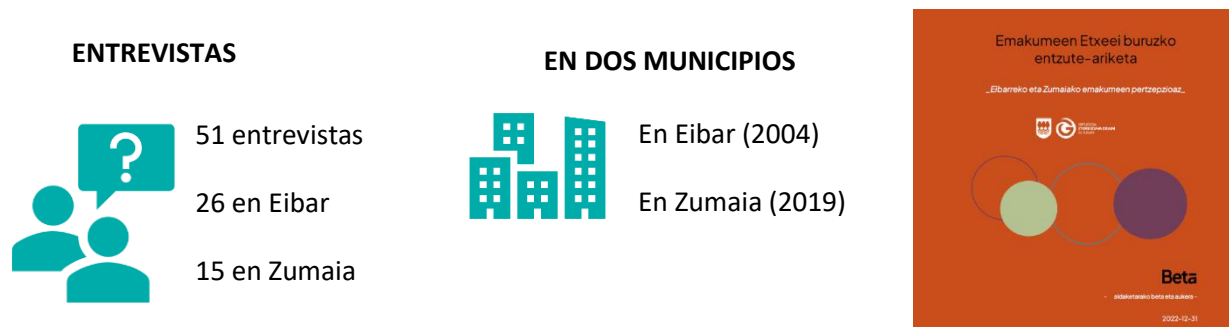 ENTREVISTAS
51 entrevistas
26 en Eibar
15 en Zumaia
EN DOS MUNICIPIOS
En Eibar (2004)
En Zumaia (2019)
Emakumeen Etxeei buruzko
entzute-ariketa
_Eibarreko eta Zumaiako emakumeen pertzepzioaz_
Beta
- aldaketarako beta eta aukera -
2022-12-31